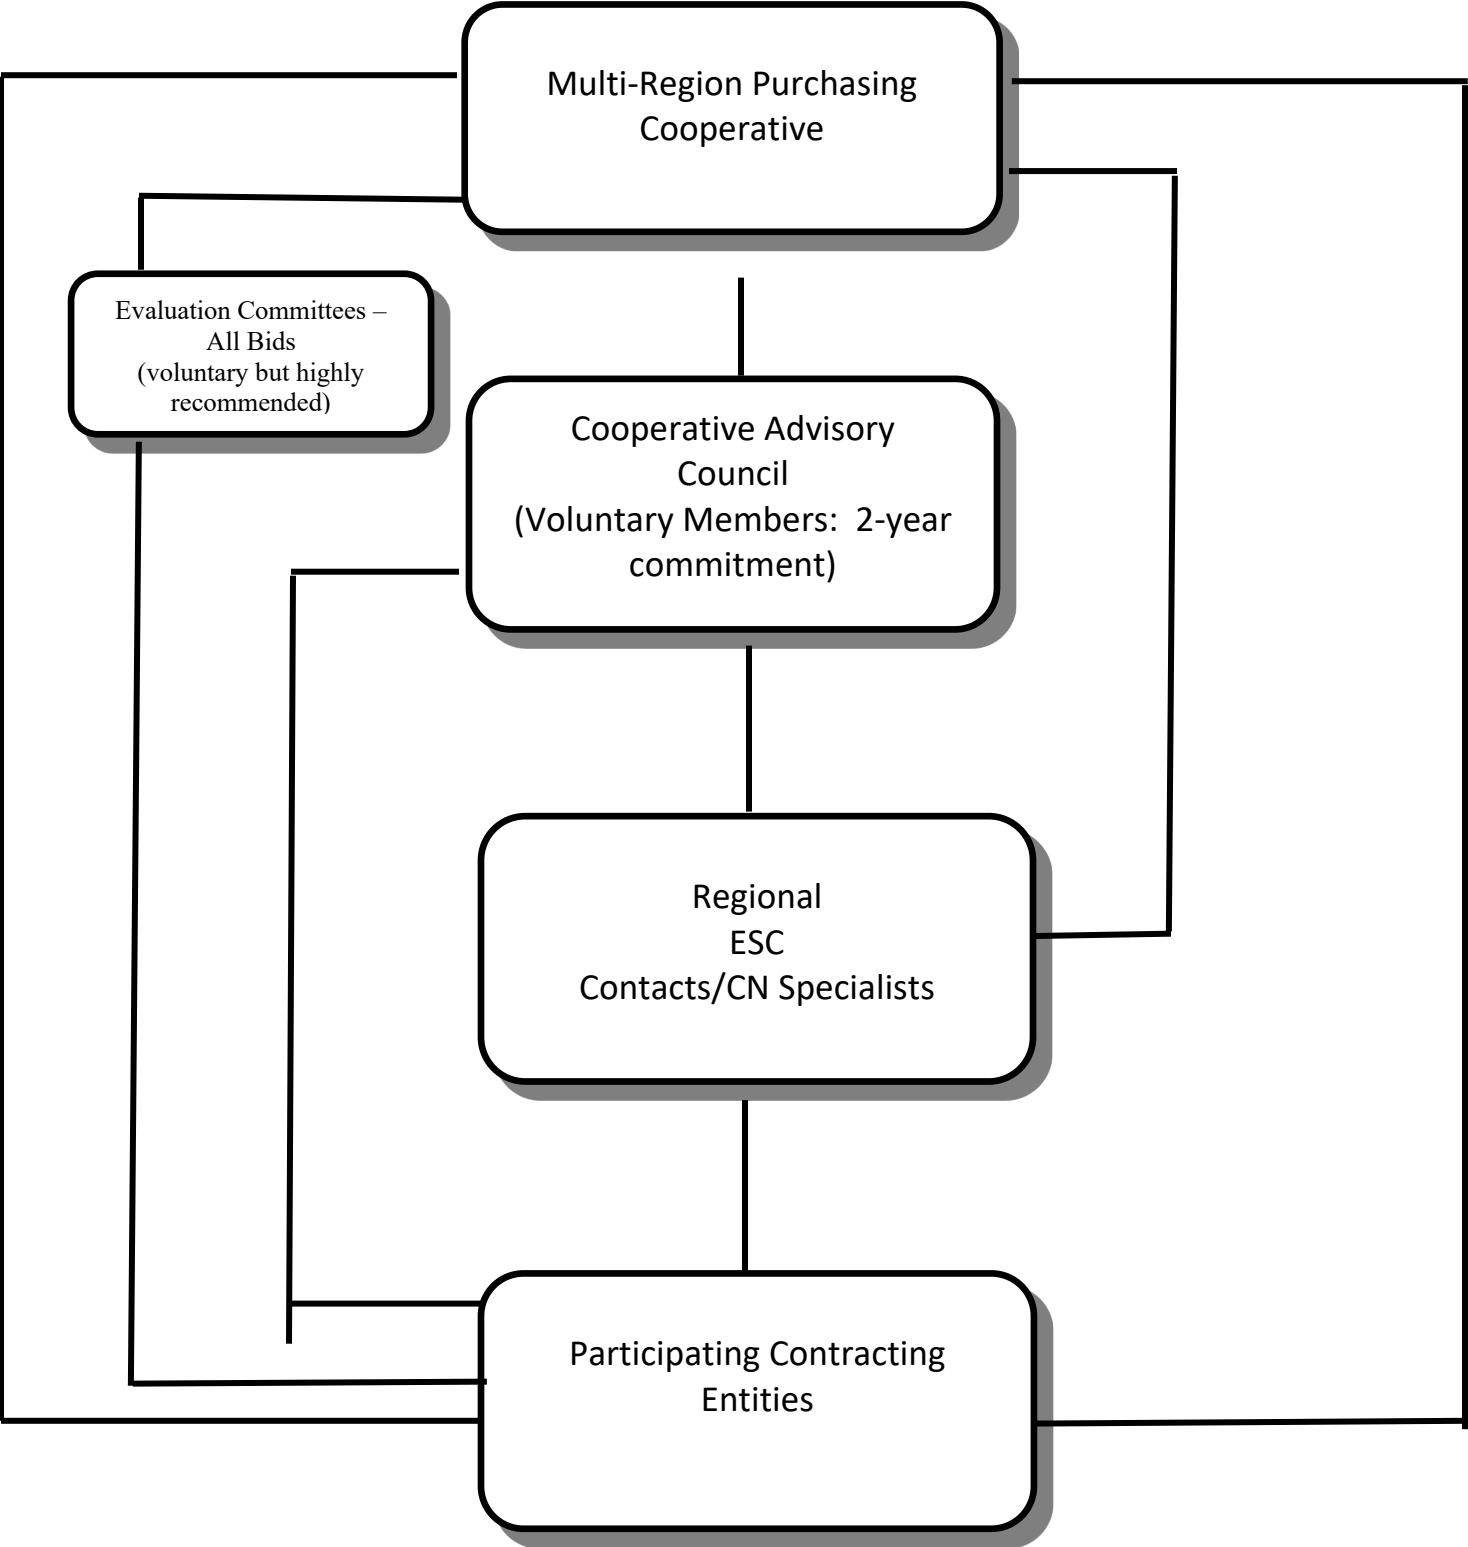 Multi-Region Purchasing
Cooperative
Evaluation Committees –
All Bids
(voluntary but highly
recommended)
Cooperative Advisory
Council
(Voluntary Members:  2-year
commitment)
Regional
ESC
Contacts/CN Specialists
Participating Contracting
Entities